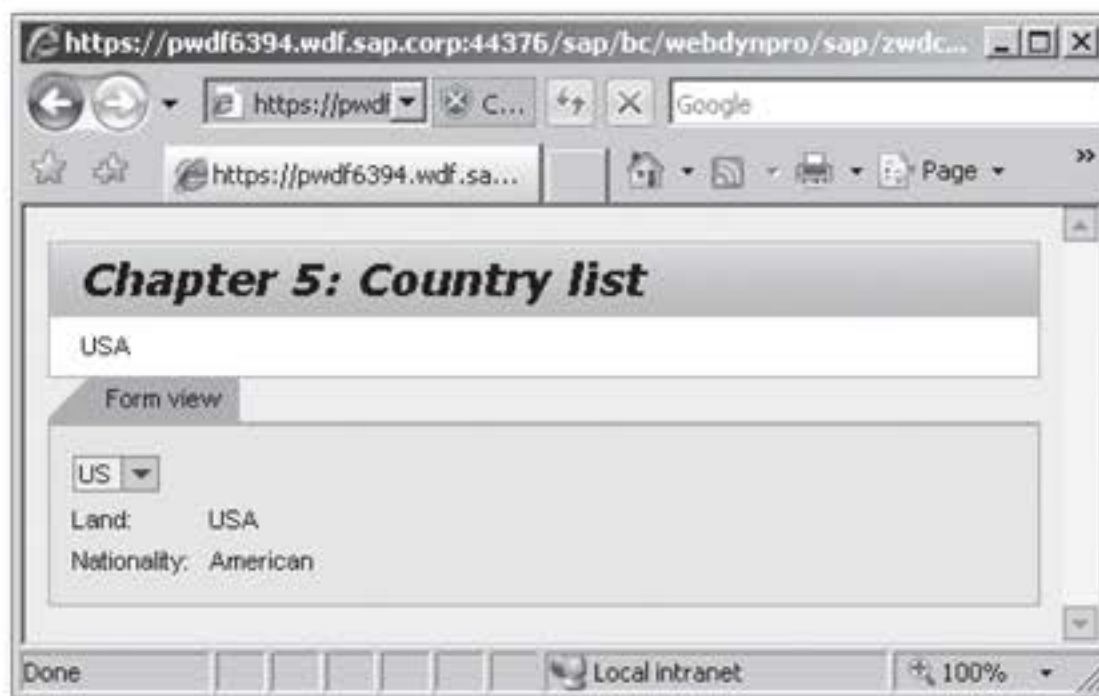 https://pwdf6394.wdf.sap.corp:44376/sap/bc/webdynpro/sap/zwdc...
https://pwdf C... Google
https://pwdf6394.wdf.sa... Page »
Chapter 5: Country list
USA
Form view
US
Land: USA
Nationality: American
Done Local intranet 100%